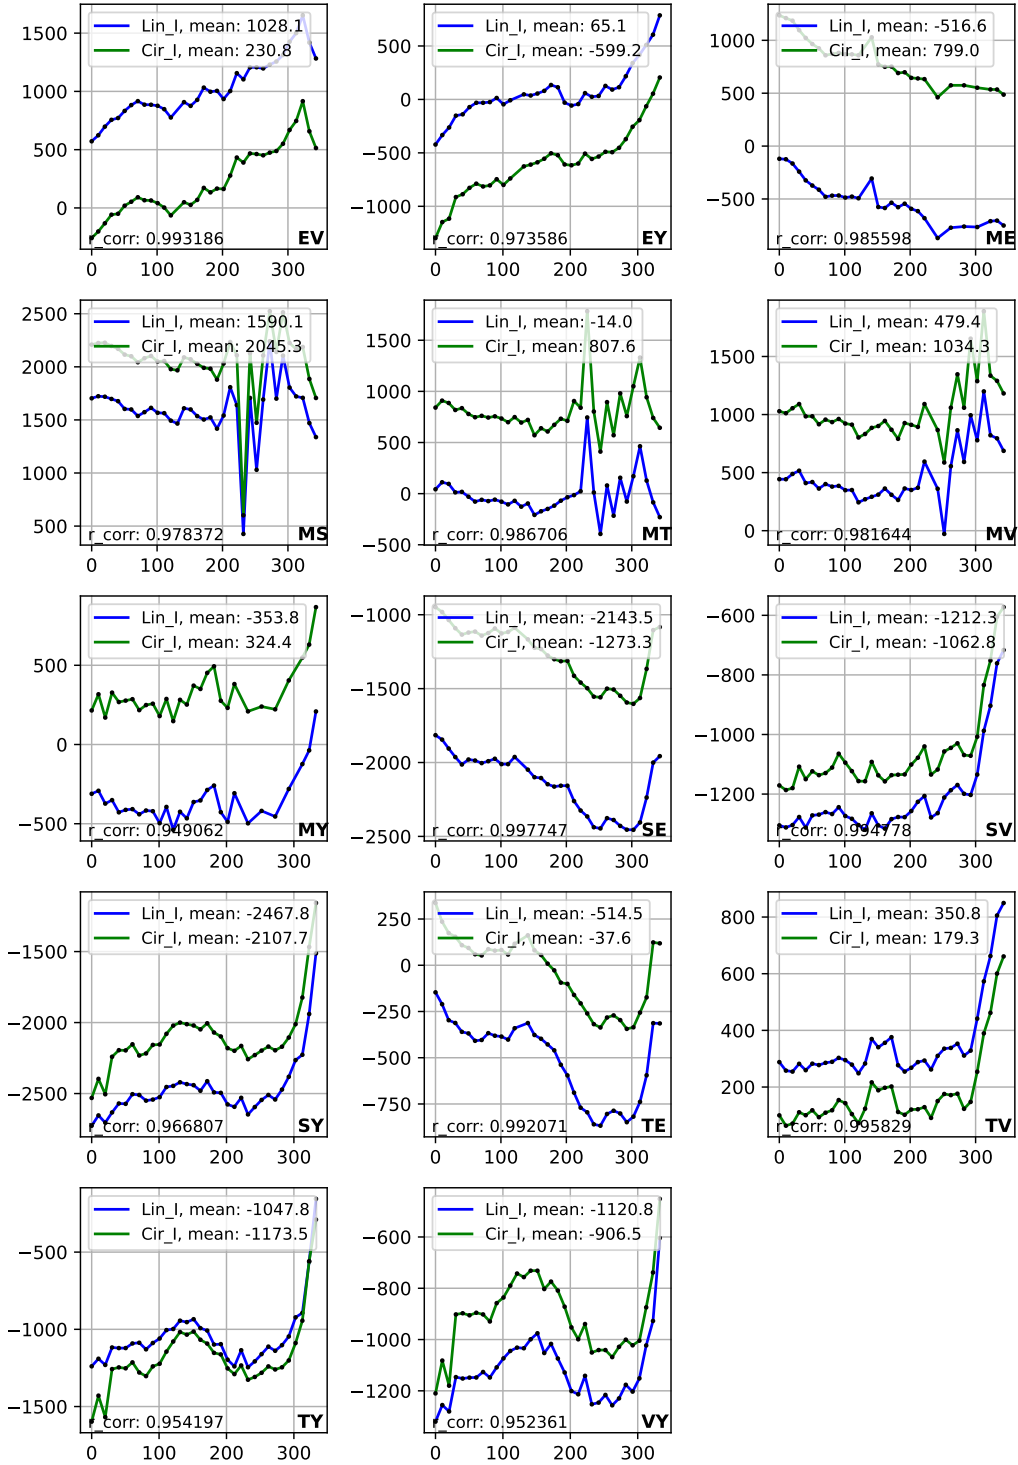 Lin_I, mean: 1028.1
Cir_I, mean: 230.8
1500
1000
500
0
r_corr: 0.993186
EV
0 100 200 300
Lin_I, mean: 65.1
Cir_I, mean: -599.2
500
0
−500
−1000
r_corr: 0.973586
EY
0 100 200 300
Lin_I, mean: -516.6
Cir_I, mean: 799.0
1000
500
0
−500
r_corr: 0.985598
ME
0 100 200 300
Lin_I, mean: 1590.1
Cir_I, mean: 2045.3
2500
2000
1500
1000
500
r_corr: 0.978372
MS
0 100 200 300
Lin_I, mean: -14.0
Cir_I, mean: 807.6
1500
1000
500
0
−500
r_corr: 0.986706
MT
0 100 200 300
Lin_I, mean: 479.4
Cir_I, mean: 1034.3
1500
1000
500
0
r_corr: 0.981644
MV
0 100 200 300
Lin_I, mean: -353.8
Cir_I, mean: 324.4
500
0
−500
r_corr: 0.949062
MY
0 100 200 300
Lin_I, mean: -2143.5
Cir_I, mean: -1273.3
−1000
−1500
−2000
−2500
r_corr: 0.997747
SE
0 100 200 300
Lin_I, mean: -1212.3
Cir_I, mean: -1062.8
−600
−800
−1000
−1200
r_corr: 0.994778
SV
0 100 200 300
Lin_I, mean: -2467.8
Cir_I, mean: -2107.7
−1500
−2000
−2500
r_corr: 0.966807
SY
0 100 200 300
Lin_I, mean: -514.5
Cir_I, mean: -37.6
250
0
−250
−500
−750
r_corr: 0.992071
TE
0 100 200 300
Lin_I, mean: 350.8
Cir_I, mean: 179.3
800
600
400
200
r_corr: 0.995829
TV
0 100 200 300
Lin_I, mean: -1047.8
Cir_I, mean: -1173.5
−500
−1000
−1500
r_corr: 0.954197
TY
0 100 200 300
Lin_I, mean: -1120.8
Cir_I, mean: -906.5
−600
−800
−1000
−1200
r_corr: 0.952361
VY
0 100 200 300